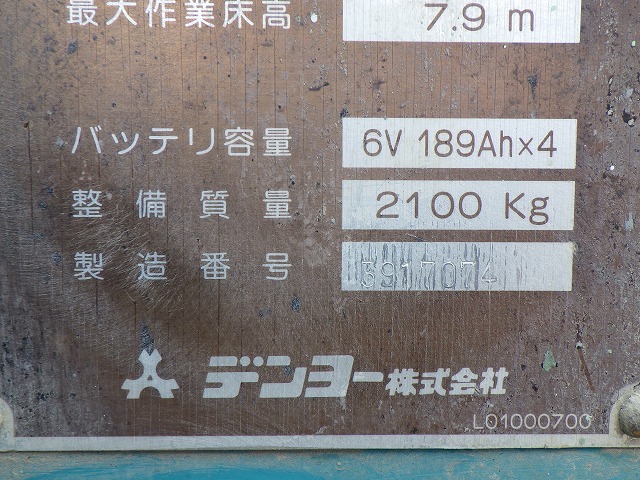 最大作業床高 7.9 m
バッテリ容量 6V 189Ah×4
整備質量 2100 Kg
製造番号 3917074
デンヨー株式会社
L01000700